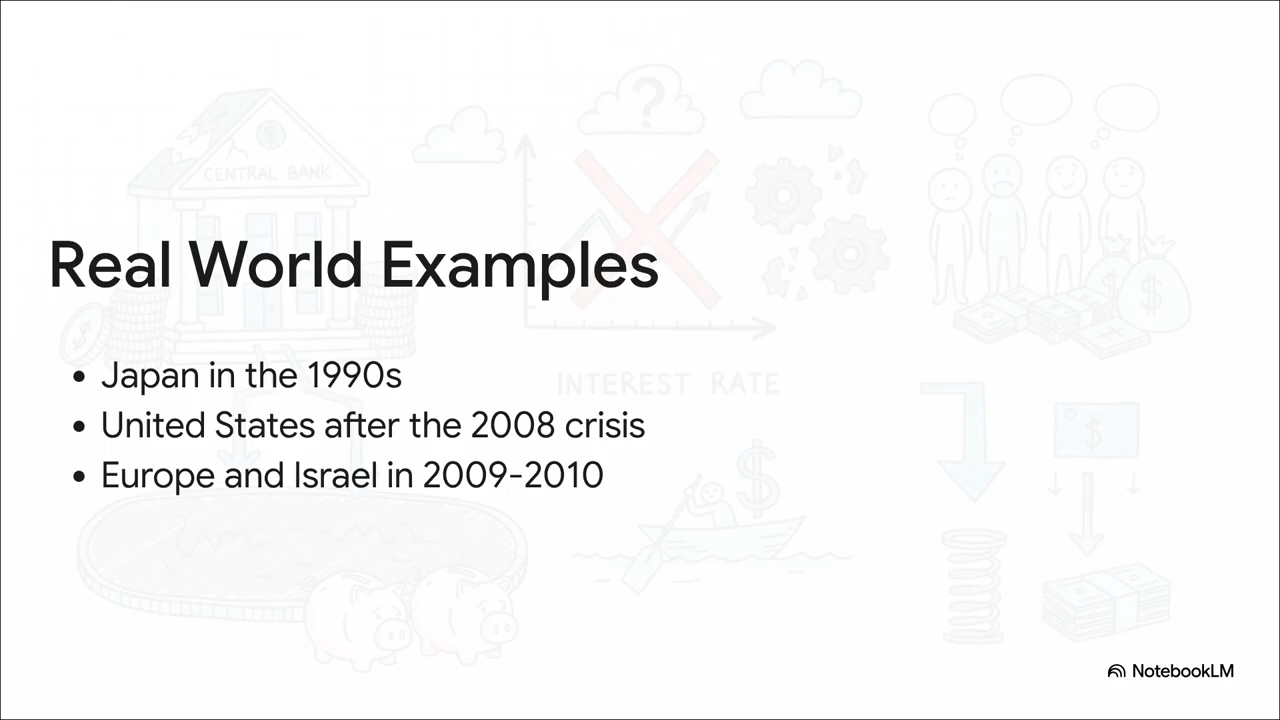 CENTRAL BANK
?
Real World Examples
Japan in the 1990s
United States after the 2008 crisis
Europe and Israel in 2009-2010
INTEREST RATE
$
$
$
$
$
NotebookLM